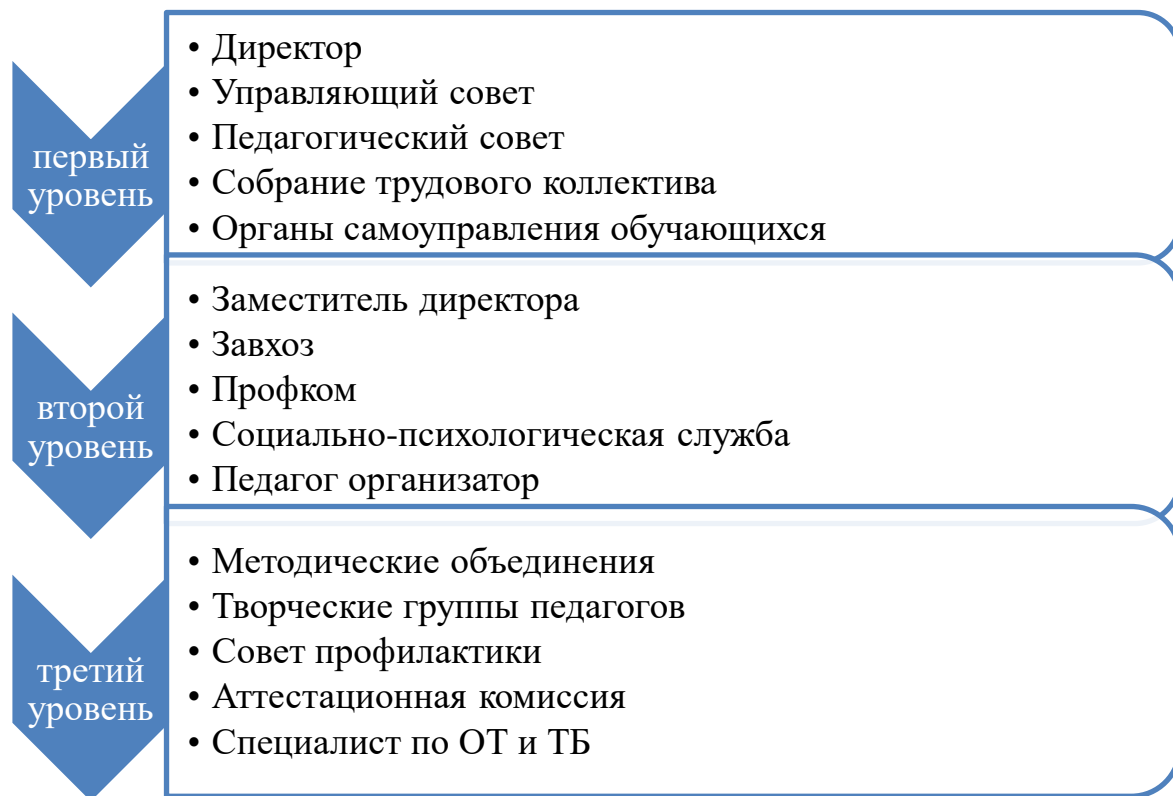 первый
уровень
• Директор
• Управляющий совет
• Педагогический совет
• Собрание трудового коллектива
• Органы самоуправления обучающихся
второй
уровень
• Заместитель директора
• Завхоз
• Профком
• Социально-психологическая служба
• Педагог организатор
третий
уровень
• Методические объединения
• Творческие группы педагогов
• Совет профилактики
• Аттестационная комиссия
• Специалист по ОТ и ТБ